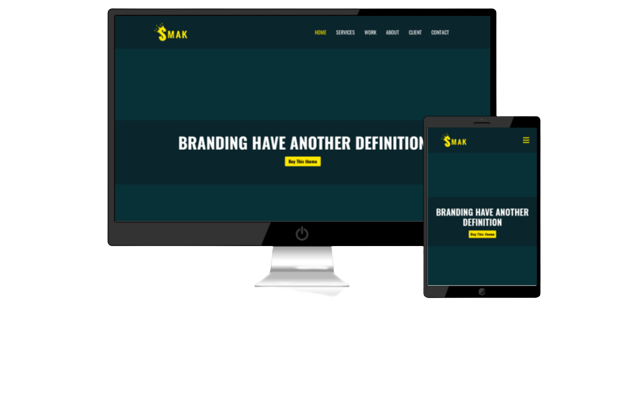 SMAK
HOME SERVICES WORK ABOUT CLIENT CONTACT
BRANDING HAVE ANOTHER DEFINITION
Buy This theme
SMAK
BRANDING HAVE ANOTHER
DEFINITION
Buy This theme